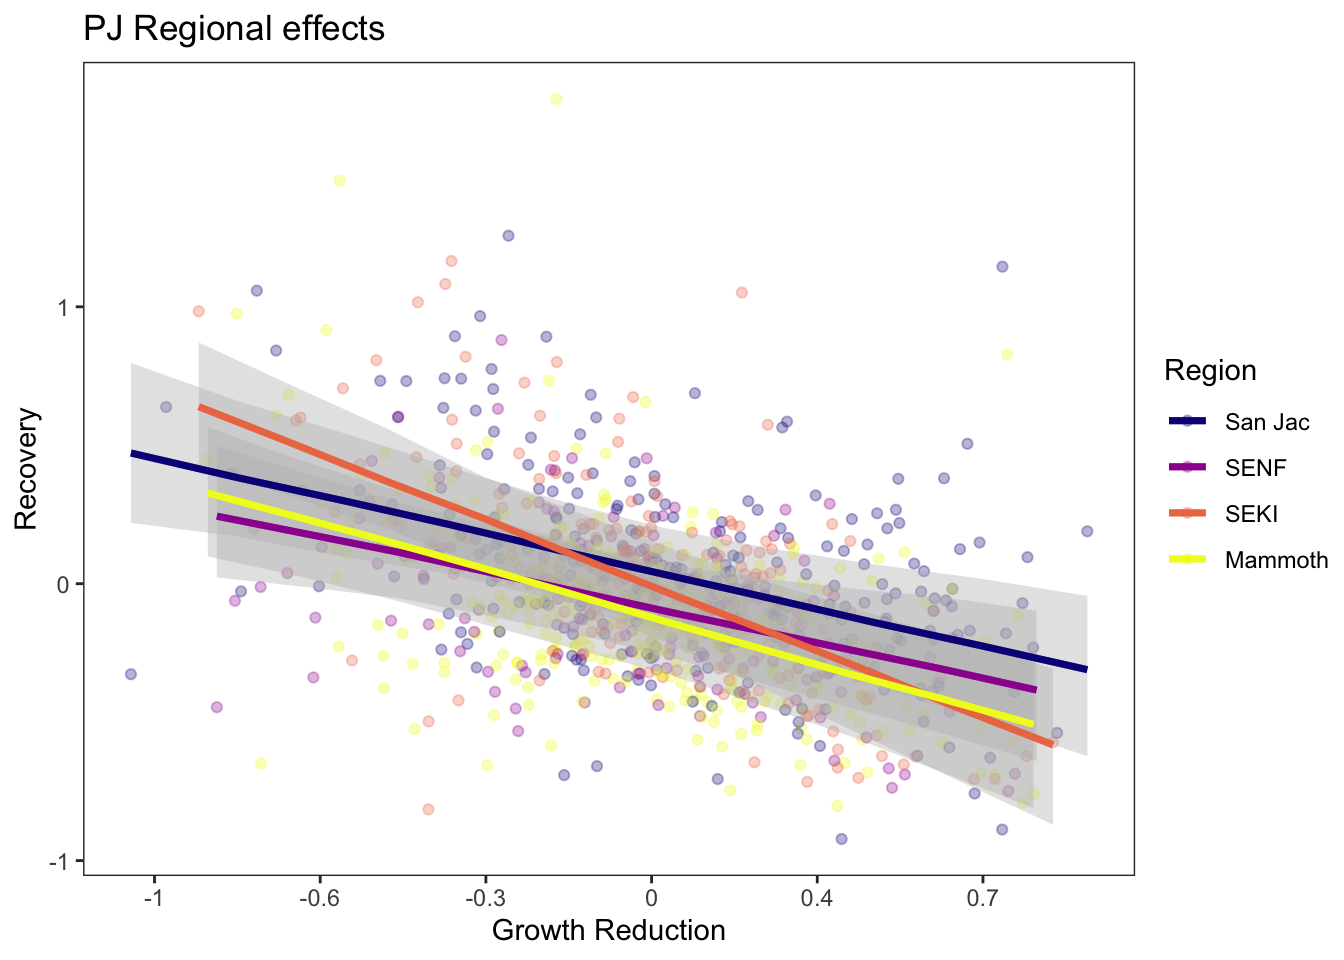 PJ Regional effects
Recovery
1
0
-1
-1
-0.6
-0.3
0
0.4
0.7
Growth Reduction
Region
San Jac
SENF
SEKI
Mammoth